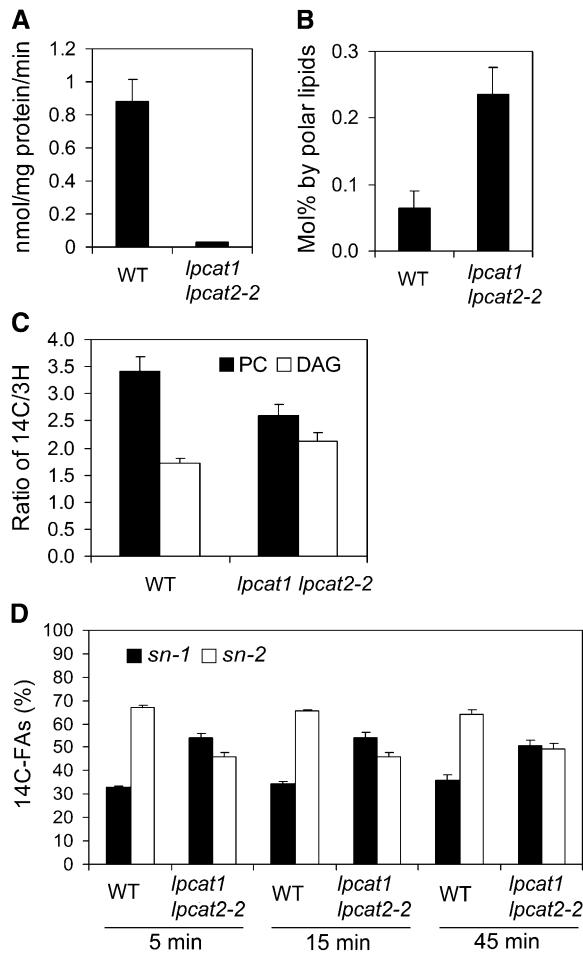 A
nmol/mg protein/min
1.2
1
0.8
0.6
0.4
0.2
0
WT
lpcat1
lpcat2-2
B
Mol% by polar lipids
0.3
0.2
0.1
0.0
WT
lpcat1
lpcat2-2
C
Ratio of 14C/3H
4.0
3.5
3.0
2.5
2.0
1.5
1.0
0.5
0.0
PC DAG
WT
lpcat1 lpcat2-2
D
14C-FAs (%)
100
90
80
70
60
50
40
30
20
10
0
sn-1 sn-2
WT
lpcat1
lpcat2-2
WT
lpcat1
lpcat2-2
WT
lpcat1
lpcat2-2
5 min
15 min
45 min